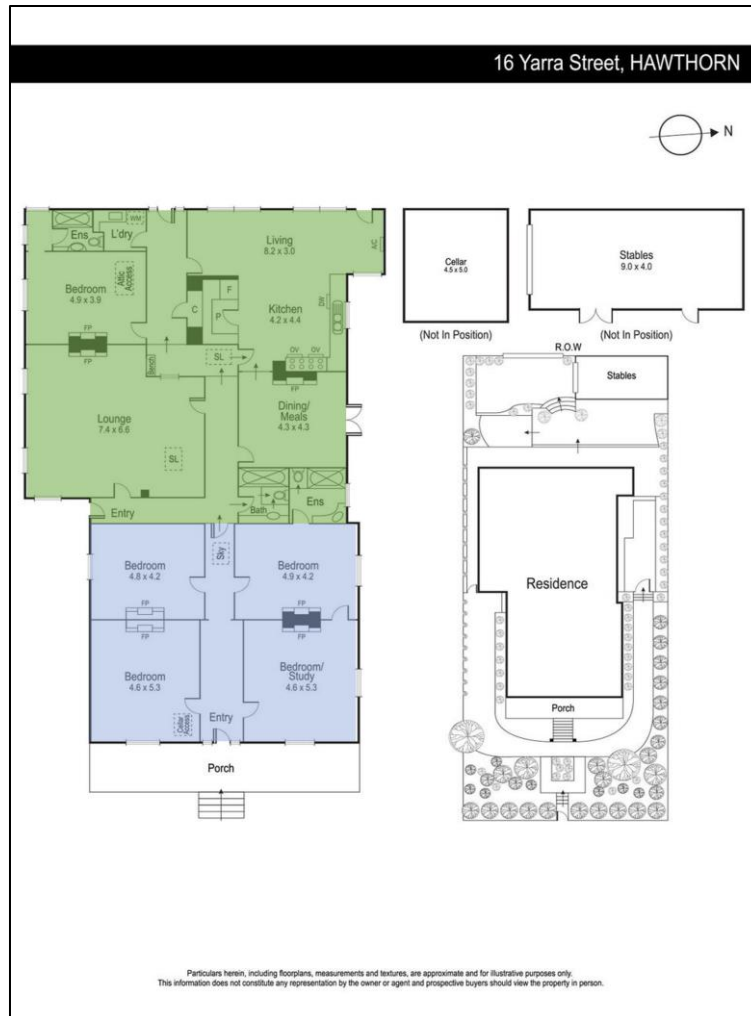 16 Yarra Street, HAWTHORN
N
Ens
L'dry
WM
Living
8.2 x 3.0
AC
Bedroom
4.9 x 3.9
Attic
Access
C
F
P
Kitchen
4.2 x 4.4
DW
FP
FP
Bench
SL
OV
OV
FP
Lounge
7.4 x 6.6
SL
Dining/
Meals
4.3 x 4.3
Entry
Bath
Ens
Sky
Bedroom
4.8 x 4.2
Bedroom
4.9 x 4.2
FP
FP
FP
FP
Bedroom
4.6 x 5.3
Bedroom/
Study
4.6 x 5.3
Cellar
Access
Entry
Porch
Cellar
4.5 x 5.0
(Not In Position)
Stables
9.0 x 4.0
(Not In Position)
R.O.W
Stables
Residence
Porch
Particulars herein, including floorplans, measurements and textures, are approximate and for illustrative purposes only.
This information does not constitute any representation by the owner or agent and prospective buyers should view the property in person.